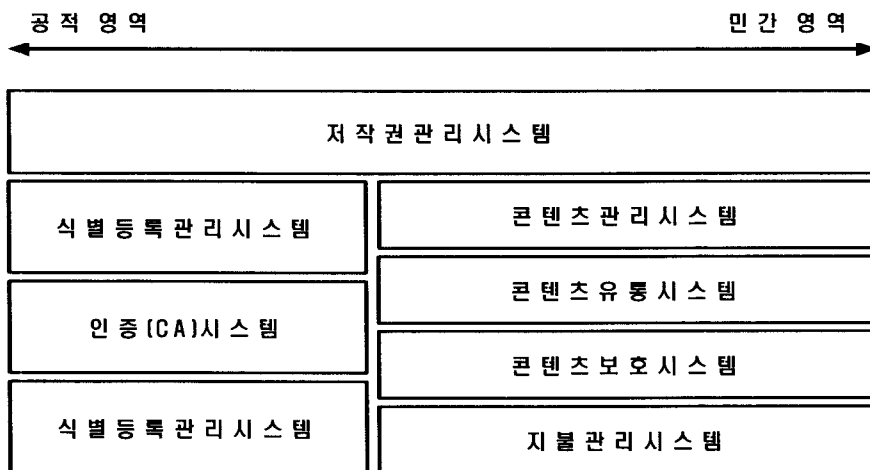 공적 영역
민간 영역
저작권관리시스템
식별등록관리시스템
인증(CA)시스템
식별등록관리시스템
콘텐츠관리시스템
콘텐츠유통시스템
콘텐츠보호시스템
지불관리시스템